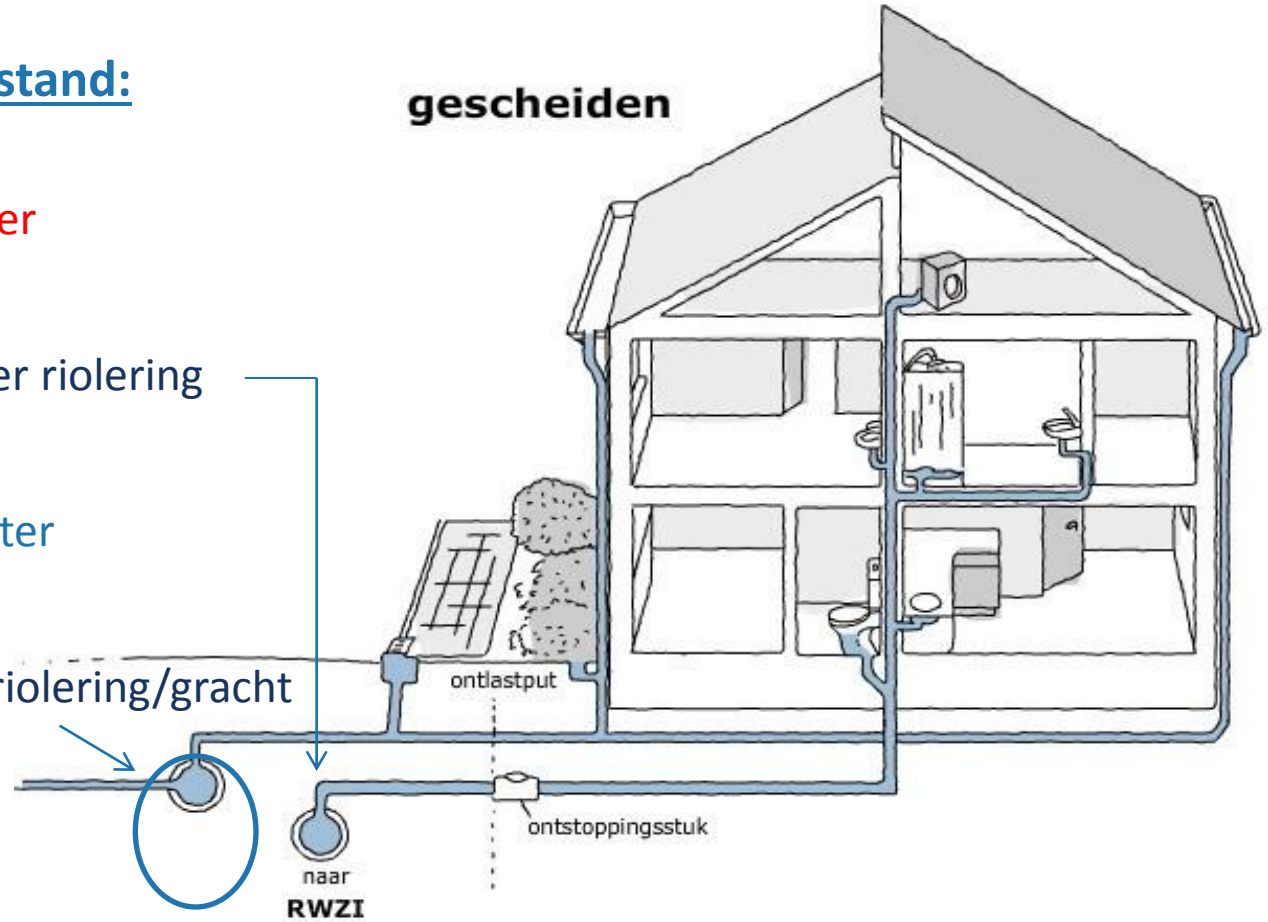 stand:
gescheiden
er
er riolering
ter
riolering/gracht
ontlastput
ontstoppingsstuk
naar
RWZI